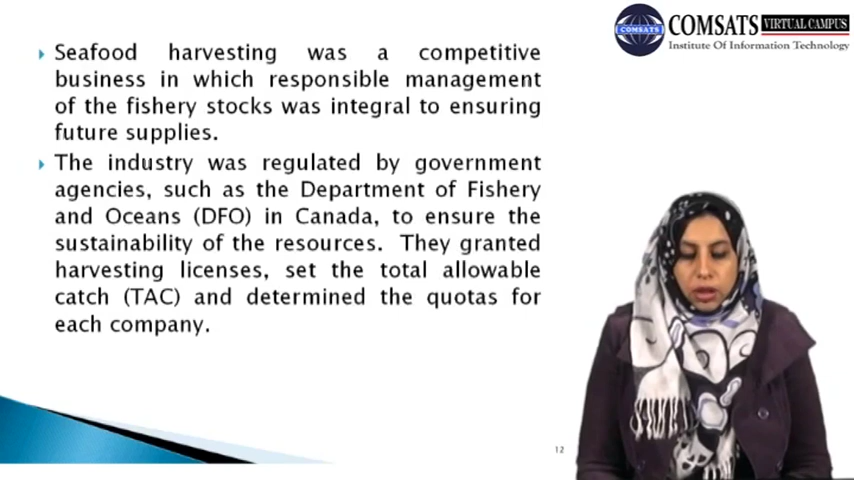 COMSATS VIRTUAL CAMPUS
Institute Of Information Technology
COMSATS
Seafood harvesting was a competitive
business in which responsible management
of the fishery stocks was integral to ensuring
future supplies.
The industry was regulated by government
agencies, such as the Department of Fishery
and Oceans (DFO) in Canada, to ensure the
sustainability of the resources. They granted
harvesting licenses, set the total allowable
catch (TAC) and determined the quotas for
each company.
12